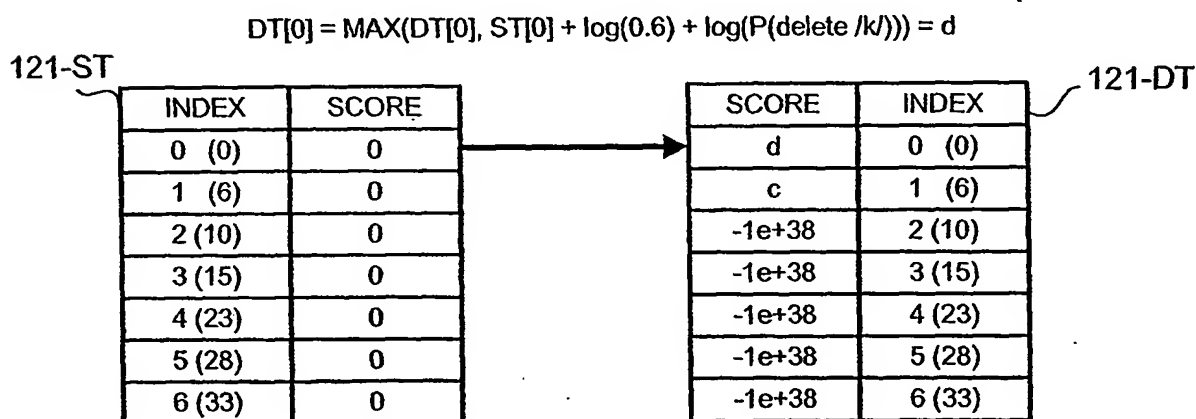 DT[0] = MAX(DT[0], ST[0] + log(0.6) + log(P(delete /k/))) = d
121-ST
121-DT
INDEX SCORE SCORE INDEX
0 (0) 0 d 0 (0)
1 (6) 0 c 1 (6)
2 (10) 0 -1e+38 2 (10)
3 (15) 0 -1e+38 3 (15)
4 (23) 0 -1e+38 4 (23)
5 (28) 0 -1e+38 5 (28)
6 (33) 0 -1e+38 6 (33)